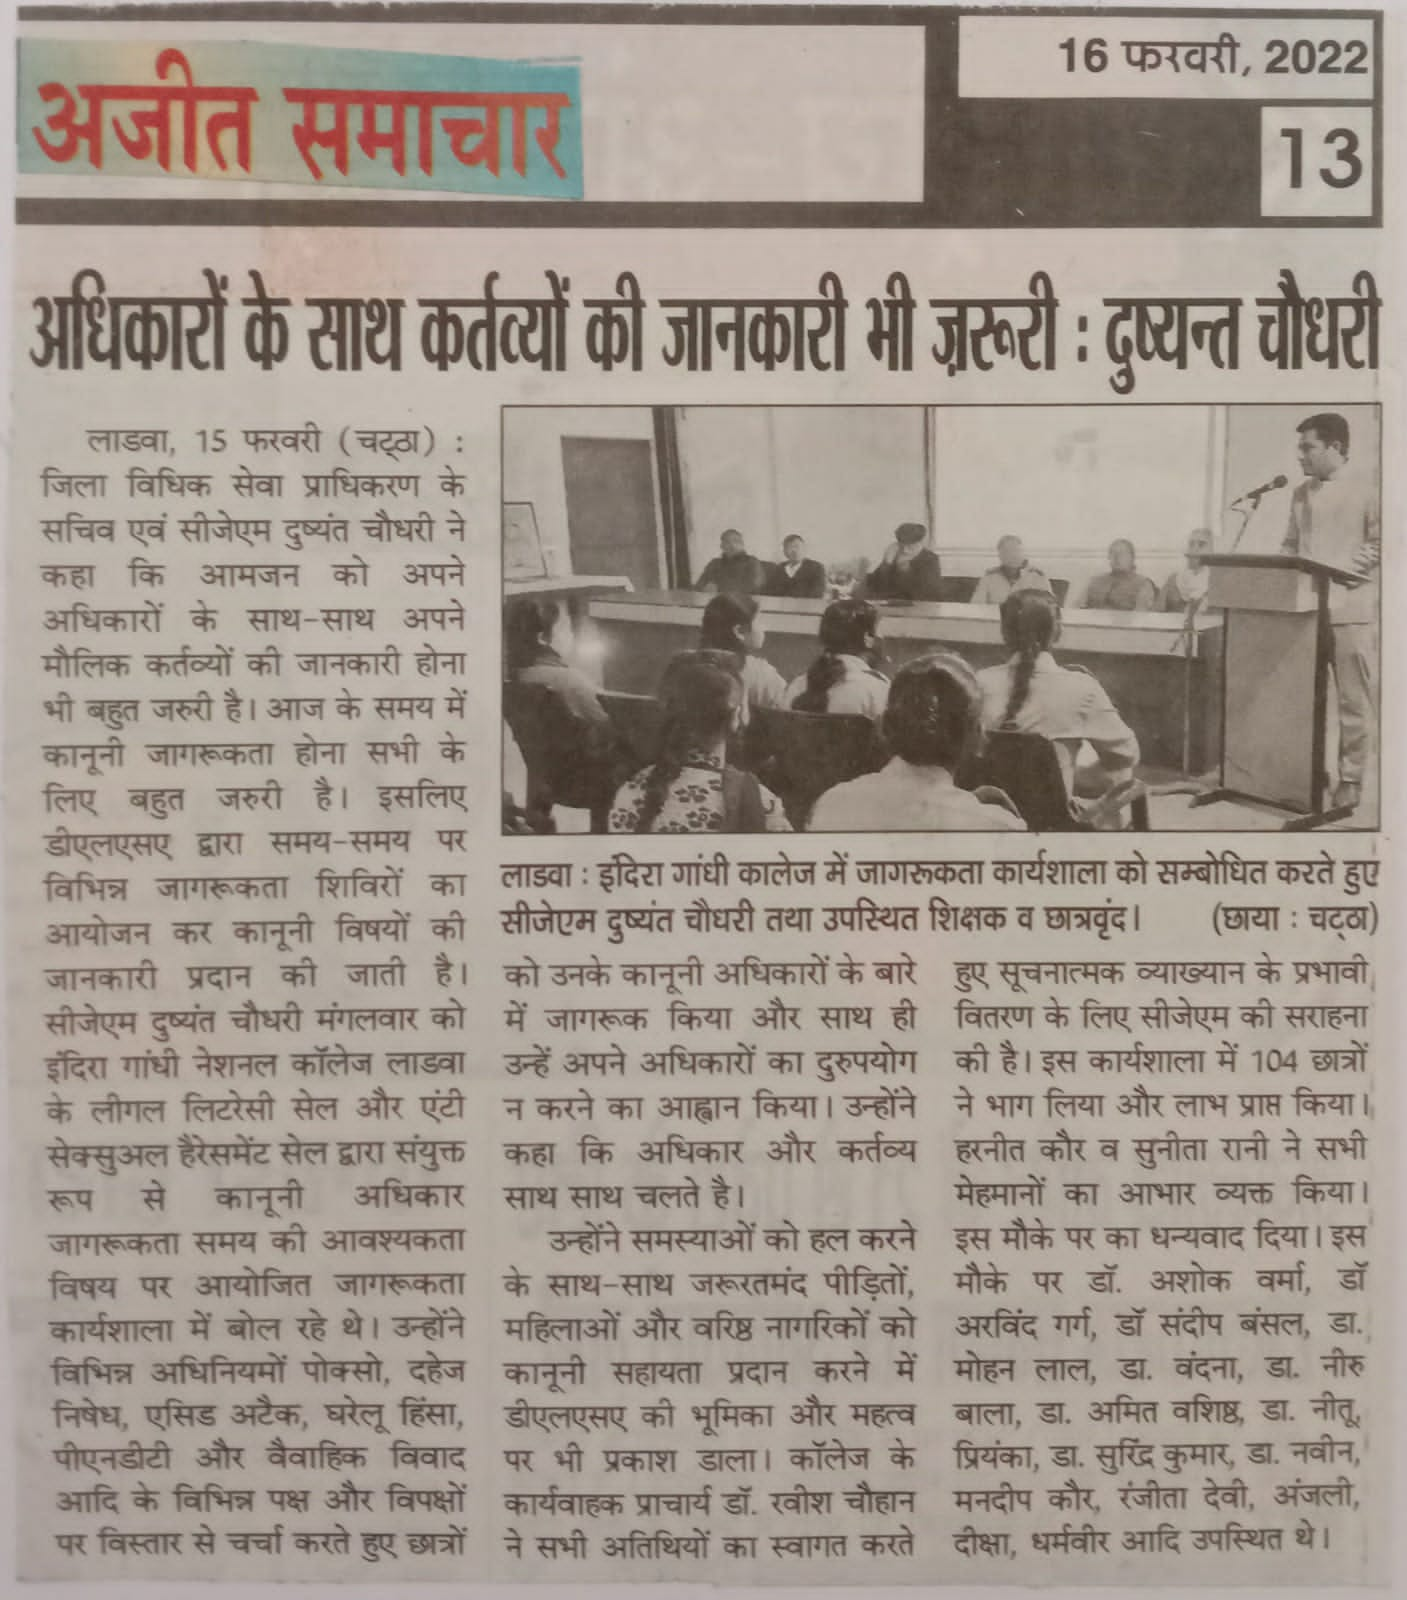 अजीत समाचार
16 फरवरी, 2022
13
अधिकारों के साथ कर्तव्यों की जानकारी भी ज़रूरी : दुष्यन्त चौधरी
लाडवा, 15 फरवरी (चट्ठा) :
जिला विधिक सेवा प्राधिकरण के
सचिव एवं सीजेएम दुष्यंत चौधरी ने
कहा कि आमजन को अपने
अधिकारों के साथ-साथ अपने
मौलिक कर्तव्यों की जानकारी होना
भी बहुत जरुरी है। आज के समय में
कानूनी जागरूकता होना सभी के
लिए बहुत जरुरी है। इसलिए
डीएलएसए द्वारा समय-समय पर
विभिन्न जागरूकता शिविरों का
आयोजन कर कानूनी विषयों की
जानकारी प्रदान की जाती है।
सीजेएम दुष्यंत चौधरी मंगलवार को
इंदिरा गांधी नेशनल कॉलेज लाडवा
के लीगल लिटरेसी सेल और एंटी
सेक्सुअल हैरेसमेंट सेल द्वारा संयुक्त
रूप से कानूनी अधिकार
जागरूकता समय की आवश्यकता
विषय पर आयोजित जागरूकता
कार्यशाला में बोल रहे थे। उन्होंने
विभिन्न अधिनियमों पोक्सो, दहेज
निषेध, एसिड अटैक, घरेलू हिंसा,
पीएनडीटी और वैवाहिक विवाद
आदि के विभिन्न पक्ष और विपक्षों
पर विस्तार से चर्चा करते हुए छात्रों
लाडवा : इंदिरा गांधी कालेज में जागरूकता कार्यशाला को सम्बोधित करते हुए
सीजेएम दुष्यंत चौधरी तथा उपस्थित शिक्षक व छात्रवृंद। (छाया : चट्ठा)
को उनके कानूनी अधिकारों के बारे
में जागरूक किया और साथ ही
उन्हें अपने अधिकारों का दुरुपयोग
न करने का आह्वान किया। उन्होंने
कहा कि अधिकार और कर्तव्य
साथ साथ चलते है।
उन्होंने समस्याओं को हल करने
के साथ-साथ जरूरतमंद पीड़ितों,
महिलाओं और वरिष्ठ नागरिकों को
कानूनी सहायता प्रदान करने में
डीएलएसए की भूमिका और महत्व
पर भी प्रकाश डाला। कॉलेज के
कार्यवाहक प्राचार्य डॉ. रवीश चौहान
ने सभी अतिथियों का स्वागत करते
हुए सूचनात्मक व्याख्यान के प्रभावी
वितरण के लिए सीजेएम की सराहना
की है। इस कार्यशाला में 104 छात्रों
ने भाग लिया और लाभ प्राप्त किया।
हरनीत कौर व सुनीता रानी ने सभी
मेहमानों का आभार व्यक्त किया।
इस मौके पर का धन्यवाद दिया। इस
मौके पर डॉ. अशोक वर्मा, डॉ
अरविंद गर्ग, डॉ संदीप बंसल, डा.
मोहन लाल, डा. वंदना, डा. नीरु
बाला, डा. अमित वशिष्ठ, डा. नीतू,
प्रियंका, डा. सुरिंद्र कुमार, डा. नवीन,
मनदीप कौर, रंजीता देवी, अंजली,
दीक्षा, धर्मवीर आदि उपस्थित थे।